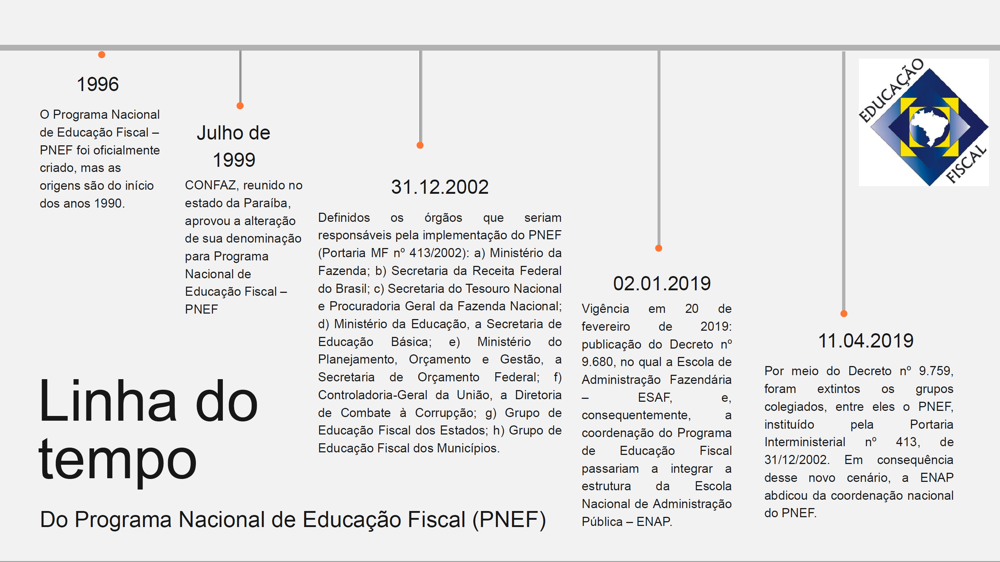 1996
O Programa Nacional
de Educação Fiscal –
PNEF foi oficialmente
criado, mas as
origens são do início
dos anos 1990.
Julho de
1999
CONFAZ, reunido no
estado da Paraíba,
aprovou a alteração
de sua denominação
para Programa
Nacional de
Educação Fiscal –
PNEF
31.12.2002
Definidos os órgãos que seriam
responsáveis pela implementação do PNEF
(Portaria MF nº 413/2002): a) Ministério da
Fazenda; b) Secretaria da Receita Federal
do Brasil; c) Secretaria do Tesouro Nacional
e Procuradoria Geral da Fazenda Nacional;
d) Ministério da Educação, a Secretaria de
Educação Básica; e) Ministério do
Planejamento, Orçamento e Gestão, a
Secretaria de Orçamento Federal; f)
Controladoria-Geral da União, a Diretoria
de Combate à Corrupção; g) Grupo de
Educação Fiscal dos Estados; h) Grupo de
Educação Fiscal dos Municípios.
02.01.2019
Vigência em 20 de
fevereiro de 2019:
publicação do Decreto nº
9.680, no qual a Escola de
Administração Fazendária
– ESAF, e,
consequentemente, a
coordenação do Programa
de Educação Fiscal
passariam a integrar a
estrutura da Escola
Nacional de Administração
Pública – ENAP.
11.04.2019
Por meio do Decreto nº 9.759,
foram extintos os grupos
colegiados, entre eles o PNEF,
instituído pela Portaria
Interministerial nº 413, de
31/12/2002. Em consequência
desse novo cenário, a ENAP
abdicou da coordenação nacional
do PNEF.
EDUCAÇÃO
FISCAL
Linha do
tempo
Do Programa Nacional de Educação Fiscal (PNEF)